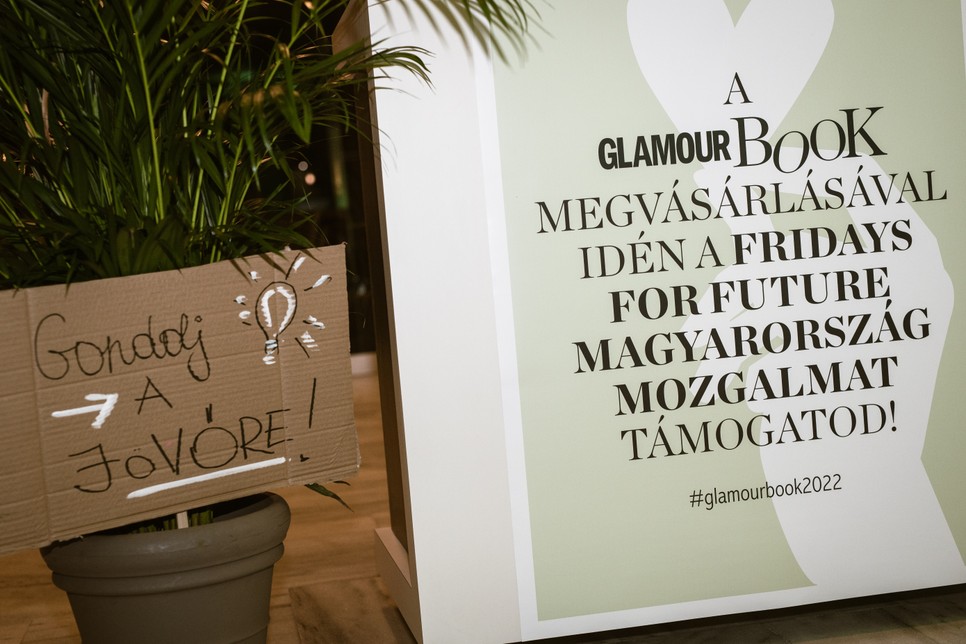 Gondolj
A
JÖVŐRE!
A
GLAMOUR BOOK
MEGVÁSÁRLÁSÁVAL
IDÉN A FRIDAYS
FOR FUTURE
MAGYARORSZÁG
MOZGALMAT
TÁMOGATOD!
#glamourbook2022